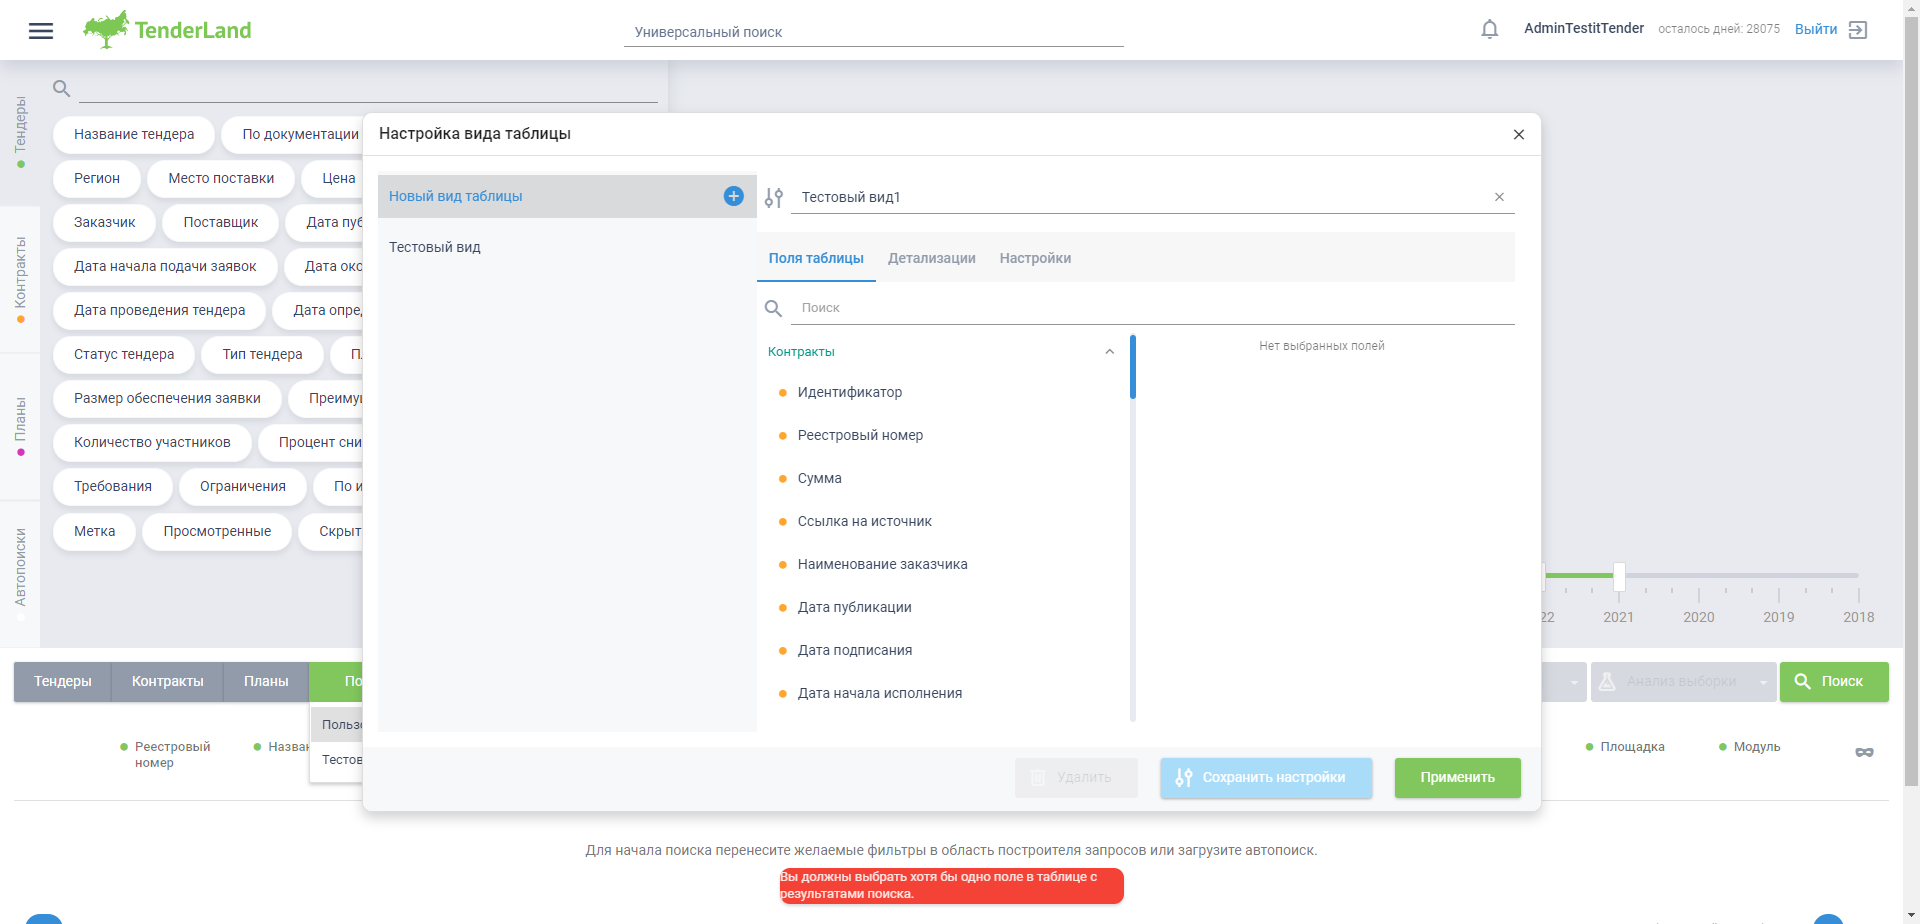 TenderLand
Универсальный поиск
AdminTestitTender
осталось дней: 28075
Выйти
Тендеры
Контракты
Планы
Автопоиски
Название тендера
По документации
Регион
Место поставки
Цена
Заказчик
Поставщик
Дата пуб
Дата начала подачи заявок
Дата око
Дата проведения тендера
Дата опре
Статус тендера
Тип тендера
Размер обеспечения заявки
Преиму
Количество участников
Процент сни
Требования
Ограничения
По и
Метка
Просмотренные
Скрыт
Настройка вида таблицы
Новый вид таблицы
Тестовый вид
Тестовый вид1
Поля таблицы
Детализации
Настройки
Поиск
Контракты
Идентификатор
Реестровый номер
Сумма
Ссылка на источник
Наименование заказчика
Дата публикации
Дата подписания
Дата начала исполнения
Нет выбранных полей
Удалить
Сохранить настройки
Применить
22
2021
2020
2019
2018
Тендеры
Контракты
Планы
По
Польз
Тестов
Анализ выборки
Поиск
Реестровый
номер
Назван
Площадка
Модуль
Для начала поиска перенесите желаемые фильтры в область построителя запросов или загрузите автопоиск.
Вы должны выбрать хотя бы одно поле в таблице с
результатами поиска.